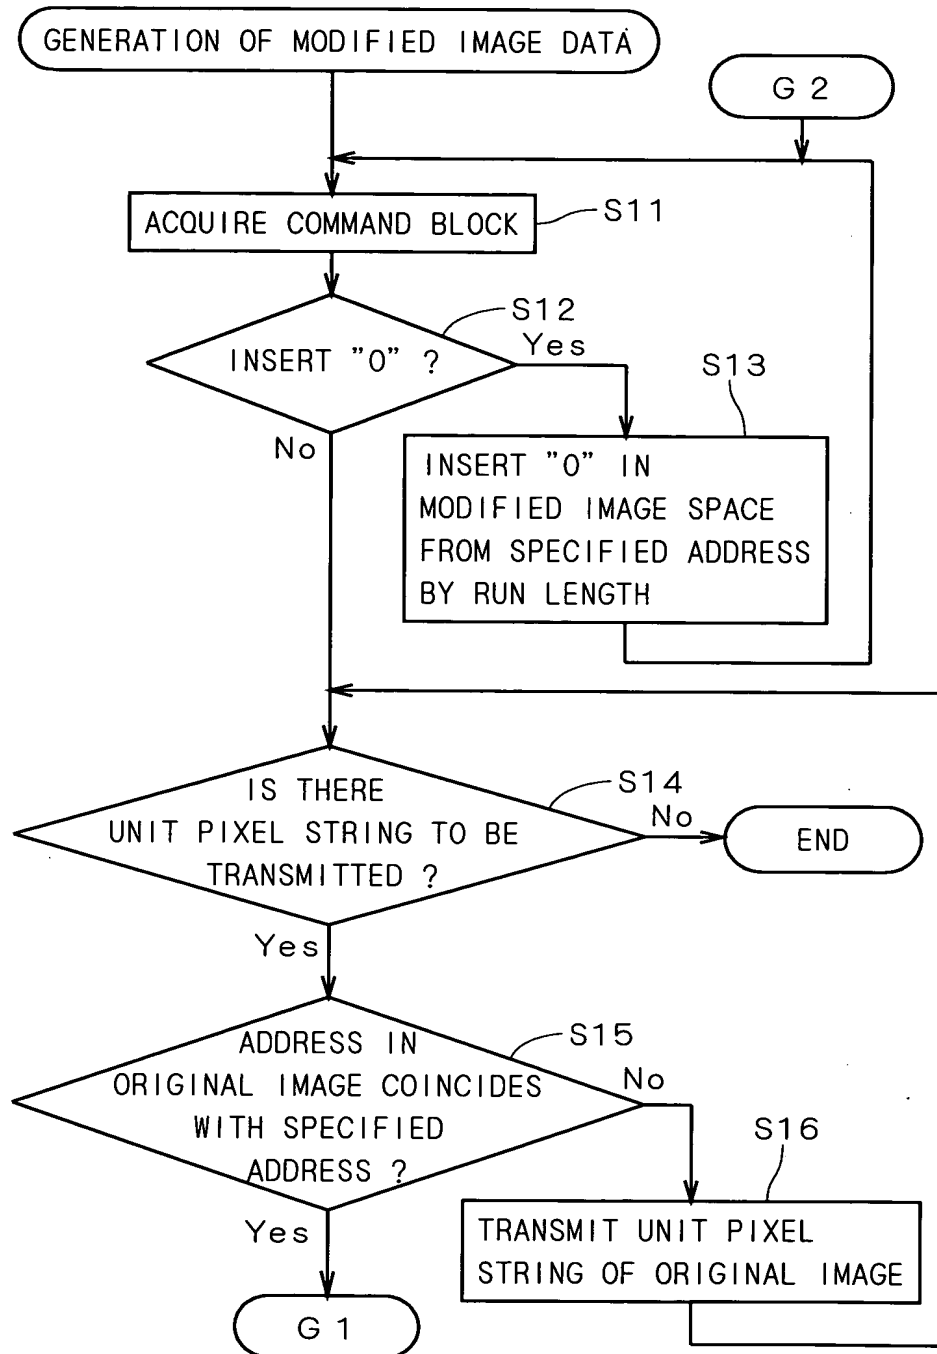 GENERATION OF MODIFIED IMAGE DATA
G 2
ACQUIRE COMMAND BLOCK
S11
S12
INSERT "0" ?
Yes
No
S13
INSERT "0" IN
MODIFIED IMAGE SPACE
FROM SPECIFIED ADDRESS
BY RUN LENGTH
IS THERE
UNIT PIXEL STRING TO BE
TRANSMITTED ?
S14
No
END
Yes
ADDRESS IN
ORIGINAL IMAGE COINCIDES
WITH SPECIFIED
ADDRESS ?
S15
No
S16
Yes
TRANSMIT UNIT PIXEL
STRING OF ORIGINAL IMAGE
G 1